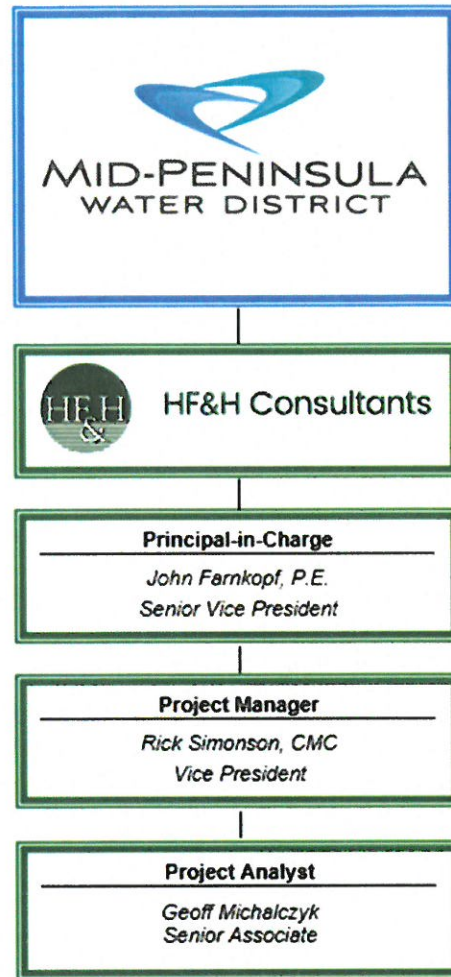 MID-PENINSULA
WATER DISTRICT
HF&H
HF&H Consultants
Principal-in-Charge
John Farnkopf, P.E.
Senior Vice President
Project Manager
Rick Simonson, CMC
Vice President
Project Analyst
Geoff Michalczyk
Senior Associate